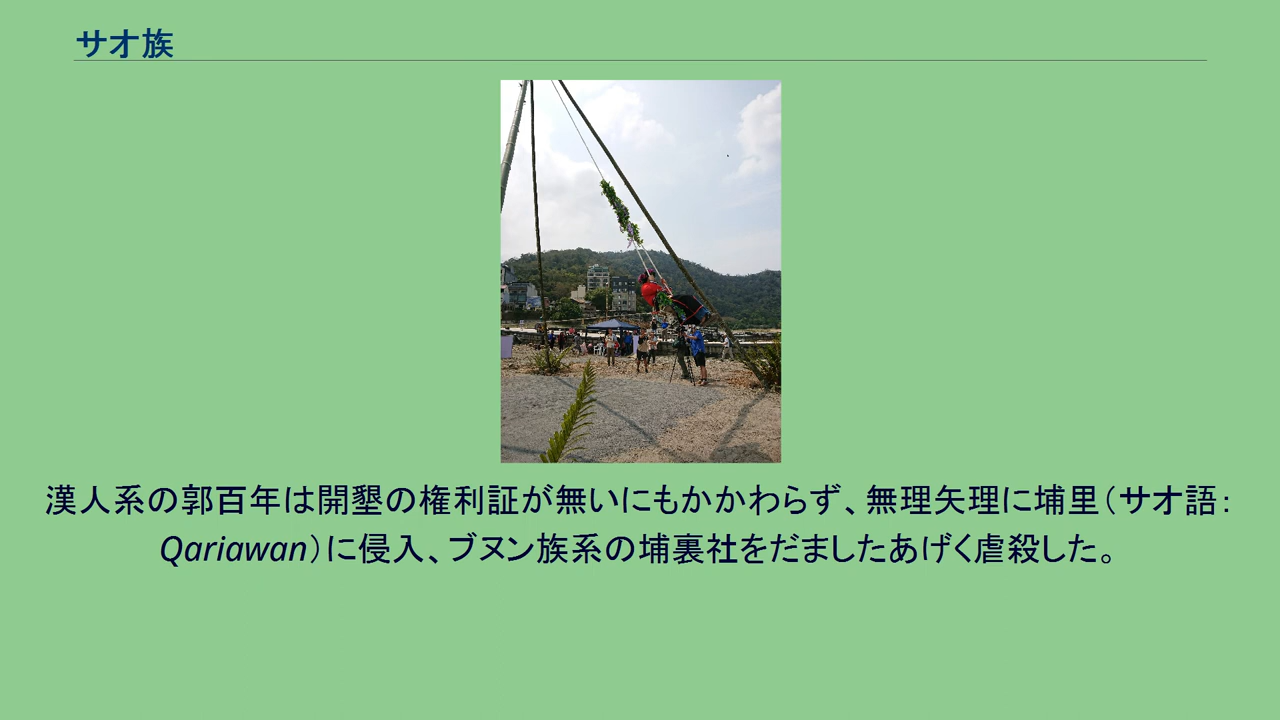 サオ族
漢人系の郭百年は開墾の権利証が無いにもかかわらず、無理矢理に埔里（サオ語：
Qariawan）に侵入、ブヌン族系の埔裏社をだましたあげく虐殺した。